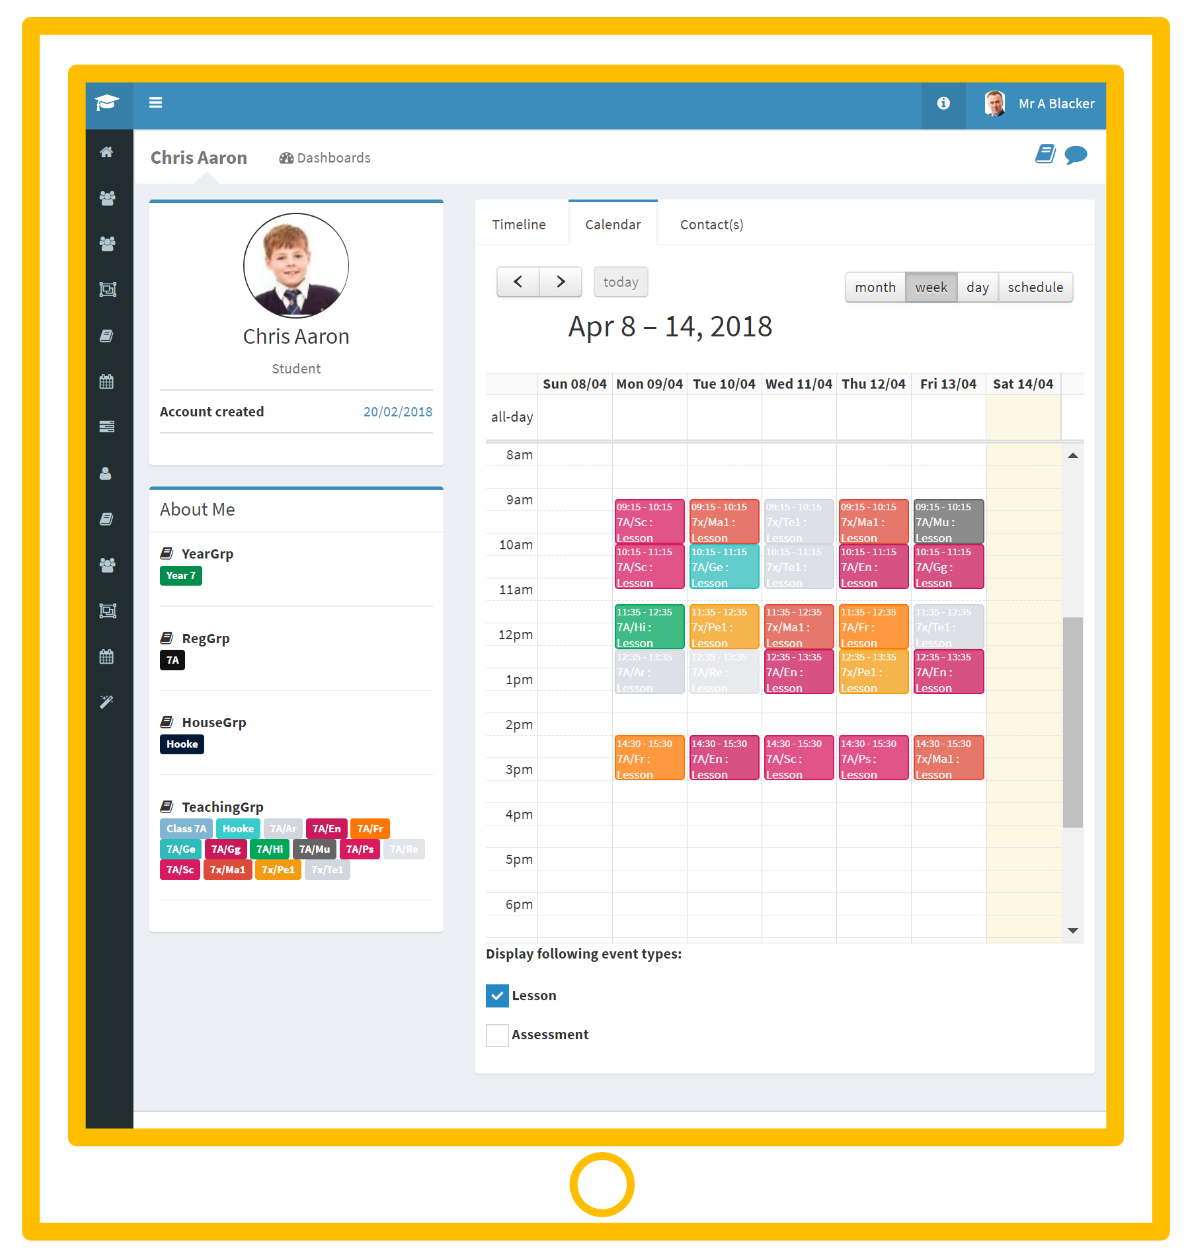 Mr A Blacker
Chris Aaron
Dashboards
Chris Aaron
Student
Account created 20/02/2018
About Me
YearGrp
Year 7
RegGrp
7A
HouseGrp
Hooke
TeachingGrp
Class 7A Hooke 7A/Ar 7A/En 7A/Fr
7A/Ge 7A/Gg 7A/Hi 7A/Mu 7A/Ps 7A/Re
7A/Sc 7x/Ma1 7x/Pe1 7x/Te1
Timeline Calendar Contact(s)
today
month week day schedule
Apr 8 – 14, 2018
Sun 08/04 Mon 09/04 Tue 10/04 Wed 11/04 Thu 12/04 Fri 13/04 Sat 14/04
all-day
8am
9am
09:15 - 10:15 09:15 - 10:15 09:15 - 10:15 09:15 - 10:15 09:15 - 10:15
7A/Sc : 7x/Ma1 : 7x/Te1 : 7x/Ma1 : 7A/Mu :
Lesson Lesson Lesson Lesson Lesson
10am
10:15 - 11:15 10:15 - 11:15 10:15 - 11:15 10:15 - 11:15 10:15 - 11:15
7A/Sc : 7A/Ge : 7x/Te1 : 7A/En : 7A/Gg :
Lesson Lesson Lesson Lesson Lesson
11am
11:35 - 12:35 11:35 - 12:35 11:35 - 12:35 11:35 - 12:35 11:35 - 12:35
12pm
7A/Hi : 7x/Pe1 : 7x/Ma1 : 7A/Fr : 7x/Te1 :
Lesson Lesson Lesson Lesson Lesson
12:35 - 13:35 12:35 - 13:35 12:35 - 13:35 12:35 - 13:35 12:35 - 13:35
7A/Ar : 7A/Re : 7A/En : 7x/Pe1 : 7A/En :
1pm
Lesson Lesson Lesson Lesson Lesson
2pm
14:30 - 15:30 14:30 - 15:30 14:30 - 15:30 14:30 - 15:30 14:30 - 15:30
7A/Fr : 7A/En : 7A/Sc : 7A/Ps : 7x/Ma1 :
3pm
Lesson Lesson Lesson Lesson Lesson
4pm
5pm
6pm
Display following event types:
Lesson
Assessment